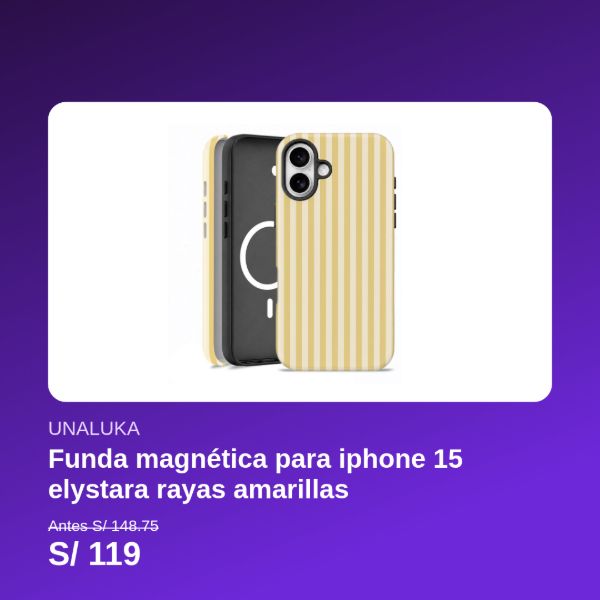 UNALUKA
Funda magnética para iphone 15
elystara rayas amarillas
Antes S/ 148.75
S/ 119